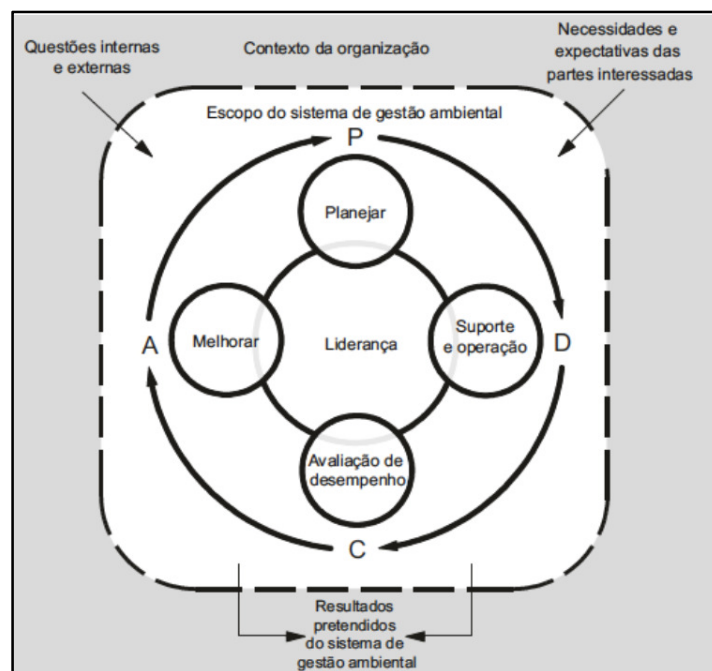 Questões internas
e externas
Contexto da organização
Necessidades e
expectativas das
partes interessadas
Escopo do sistema de gestão ambiental
P
Planejar
A
Melhorar
Liderança
Suporte
e operação
D
Avaliação de
desempenho
C
Resultados
pretendidos
do sistema de
gestão ambiental